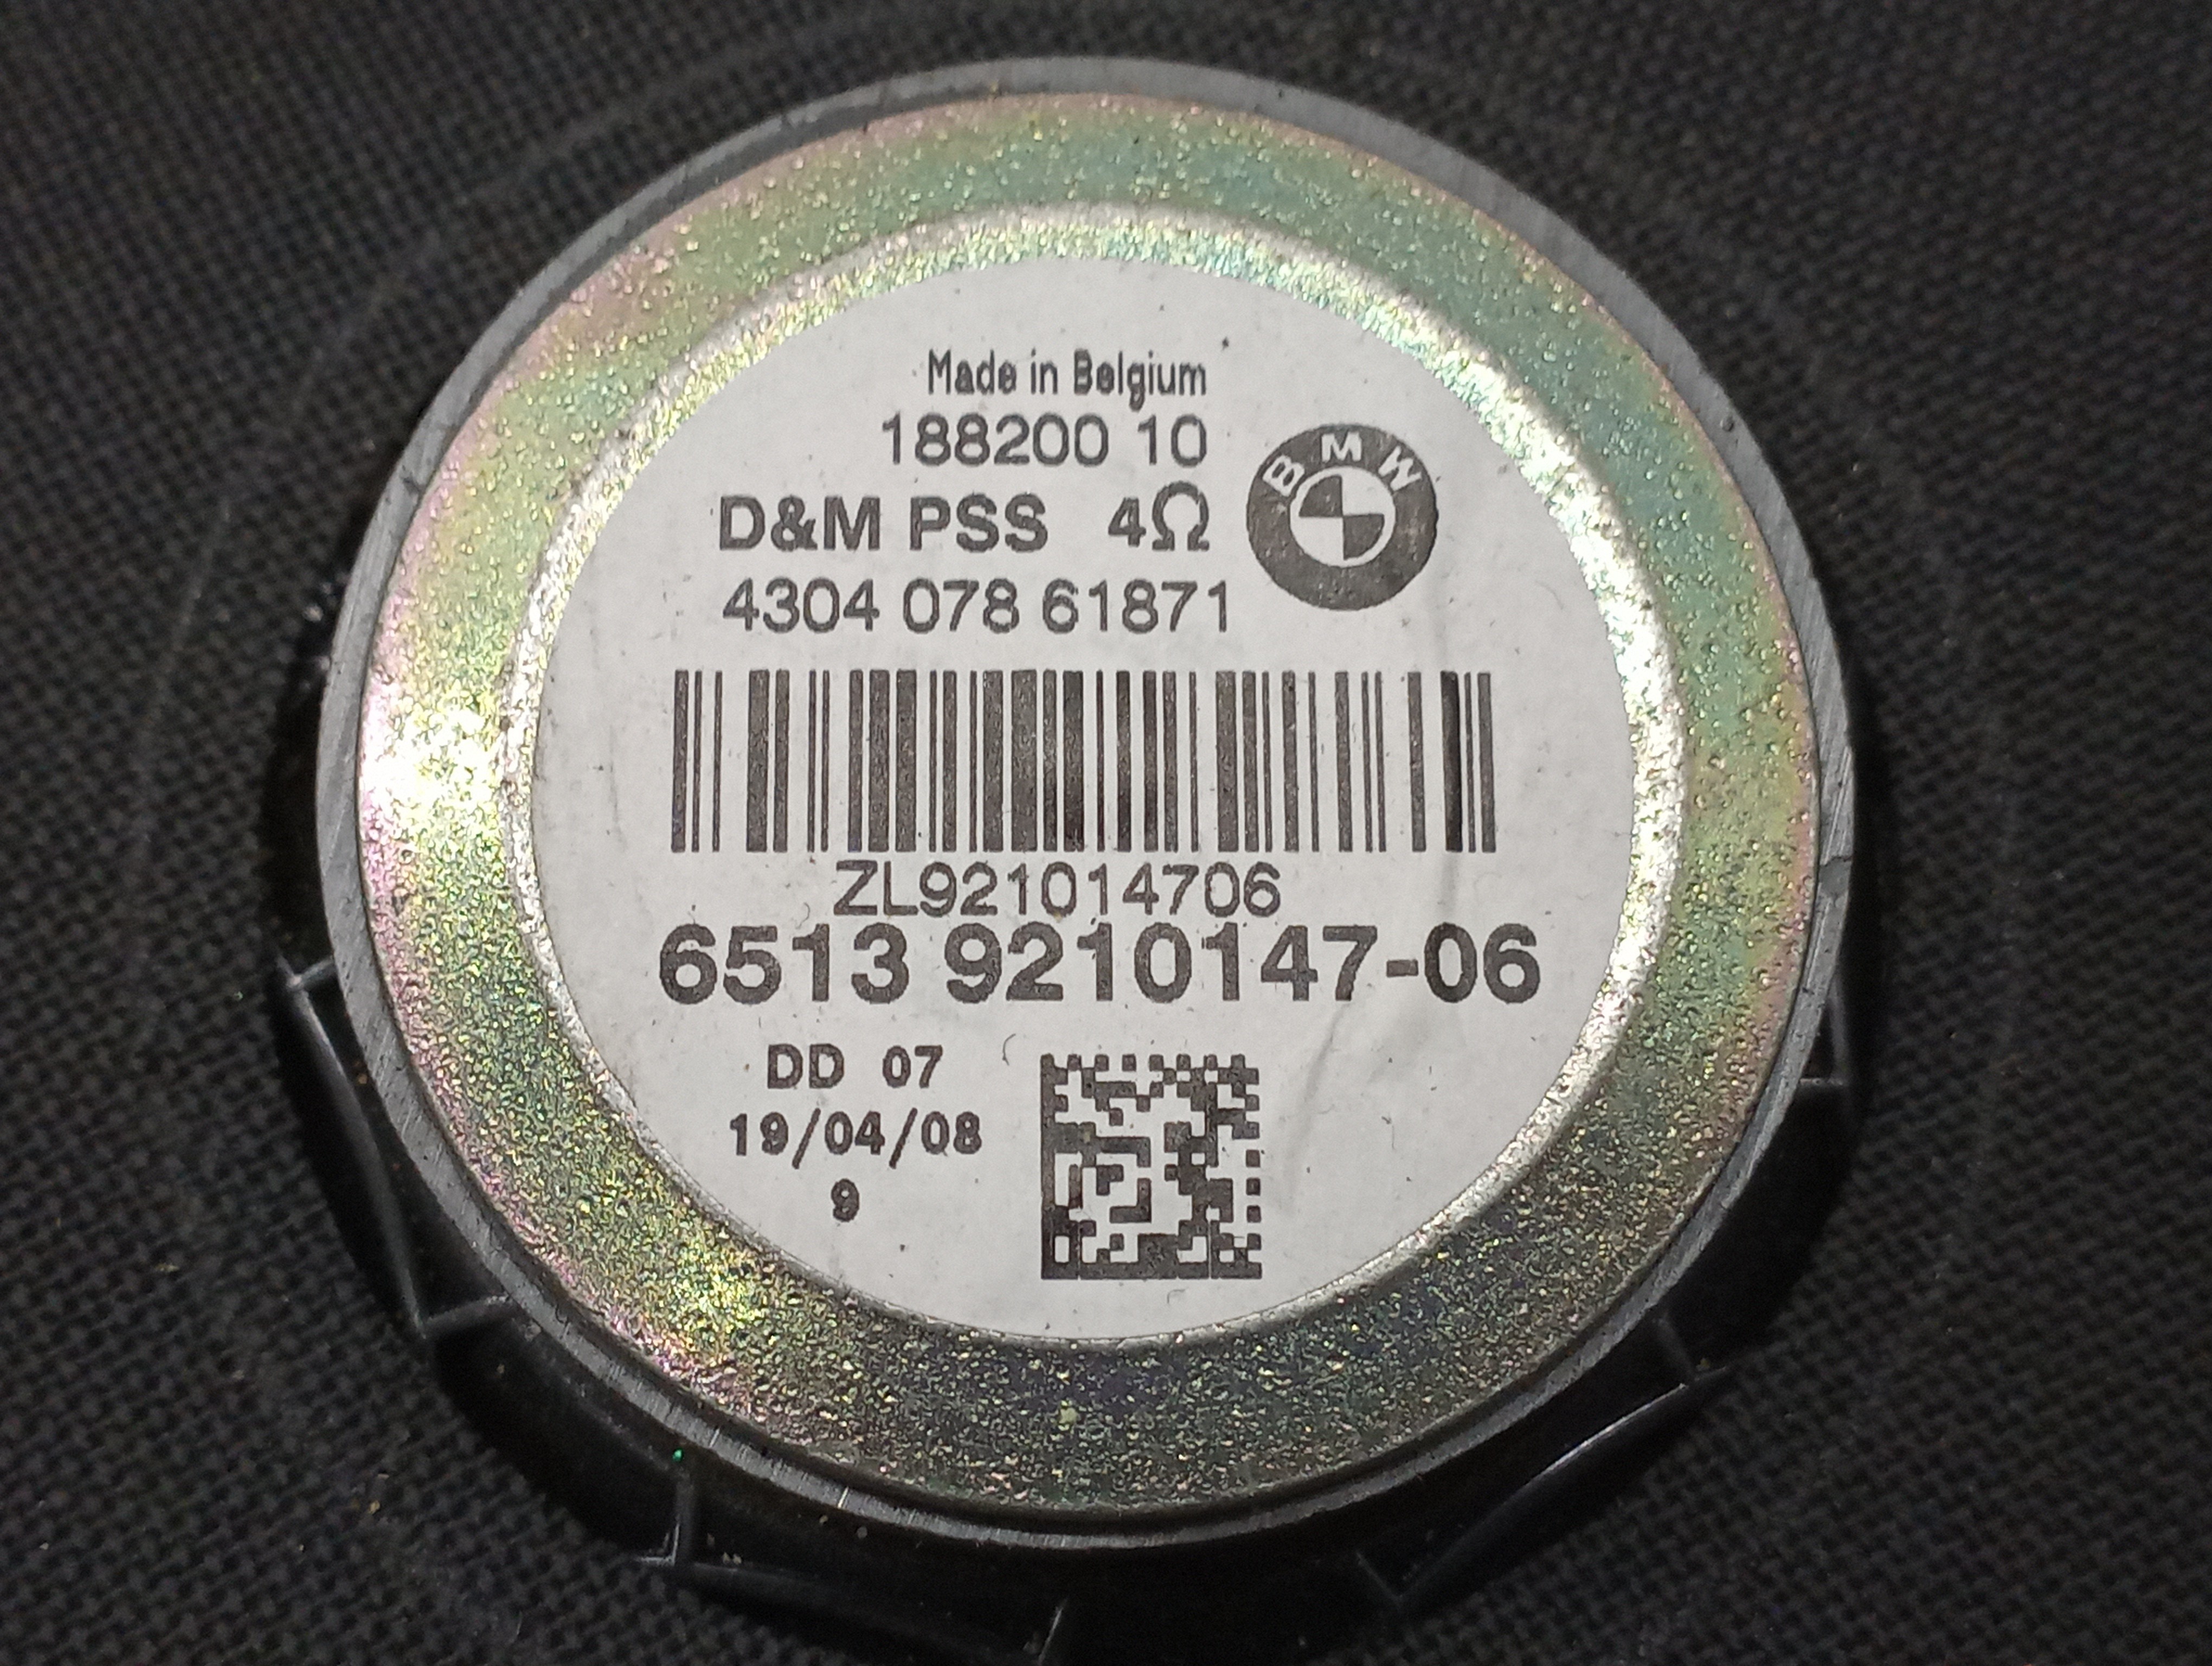 Made in Belgium
188200 10
BMW
D&M PSS 4Ω
4304 078 61871
ZL921014706
6513 9210147-06
DD 07
19/04/08
9